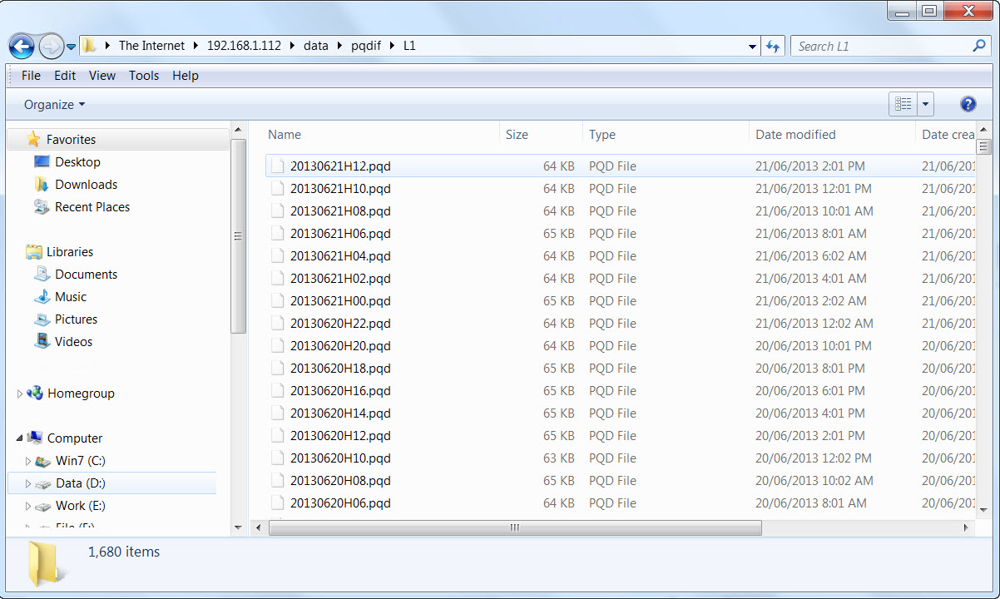 The Internet 192.168.1.112 data pqdif L1 Search L1
File Edit View Tools Help
Organize
Favorites
Desktop
Downloads
Recent Places
Libraries
Documents
Music
Pictures
Videos
Homegroup
Computer
Win7 (C:)
Data (D:)
Work (E:)
File (F:)
Name Size Type Date modified Date crea
20130621H12.pqd 64 KB PQD File 21/06/2013 2:01 PM 21/06/201
20130621H10.pqd 64 KB PQD File 21/06/2013 12:01 PM 21/06/201
20130621H08.pqd 64 KB PQD File 21/06/2013 10:01 AM 21/06/201
20130621H06.pqd 65 KB PQD File 21/06/2013 8:01 AM 21/06/201
20130621H04.pqd 64 KB PQD File 21/06/2013 6:02 AM 21/06/201
20130621H02.pqd 64 KB PQD File 21/06/2013 4:01 AM 21/06/201
20130621H00.pqd 65 KB PQD File 21/06/2013 2:02 AM 21/06/201
20130620H22.pqd 64 KB PQD File 21/06/2013 12:02 AM 21/06/201
20130620H20.pqd 64 KB PQD File 20/06/2013 10:01 PM 20/06/201
20130620H18.pqd 65 KB PQD File 20/06/2013 8:01 PM 20/06/201
20130620H16.pqd 65 KB PQD File 20/06/2013 6:01 PM 20/06/201
20130620H14.pqd 65 KB PQD File 20/06/2013 4:01 PM 20/06/201
20130620H12.pqd 65 KB PQD File 20/06/2013 2:01 PM 20/06/201
20130620H10.pqd 63 KB PQD File 20/06/2013 12:02 PM 20/06/201
20130620H08.pqd 65 KB PQD File 20/06/2013 10:02 AM 20/06/201
20130620H06.pqd 64 KB PQD File 20/06/2013 8:01 AM 20/06/201
1,680 items